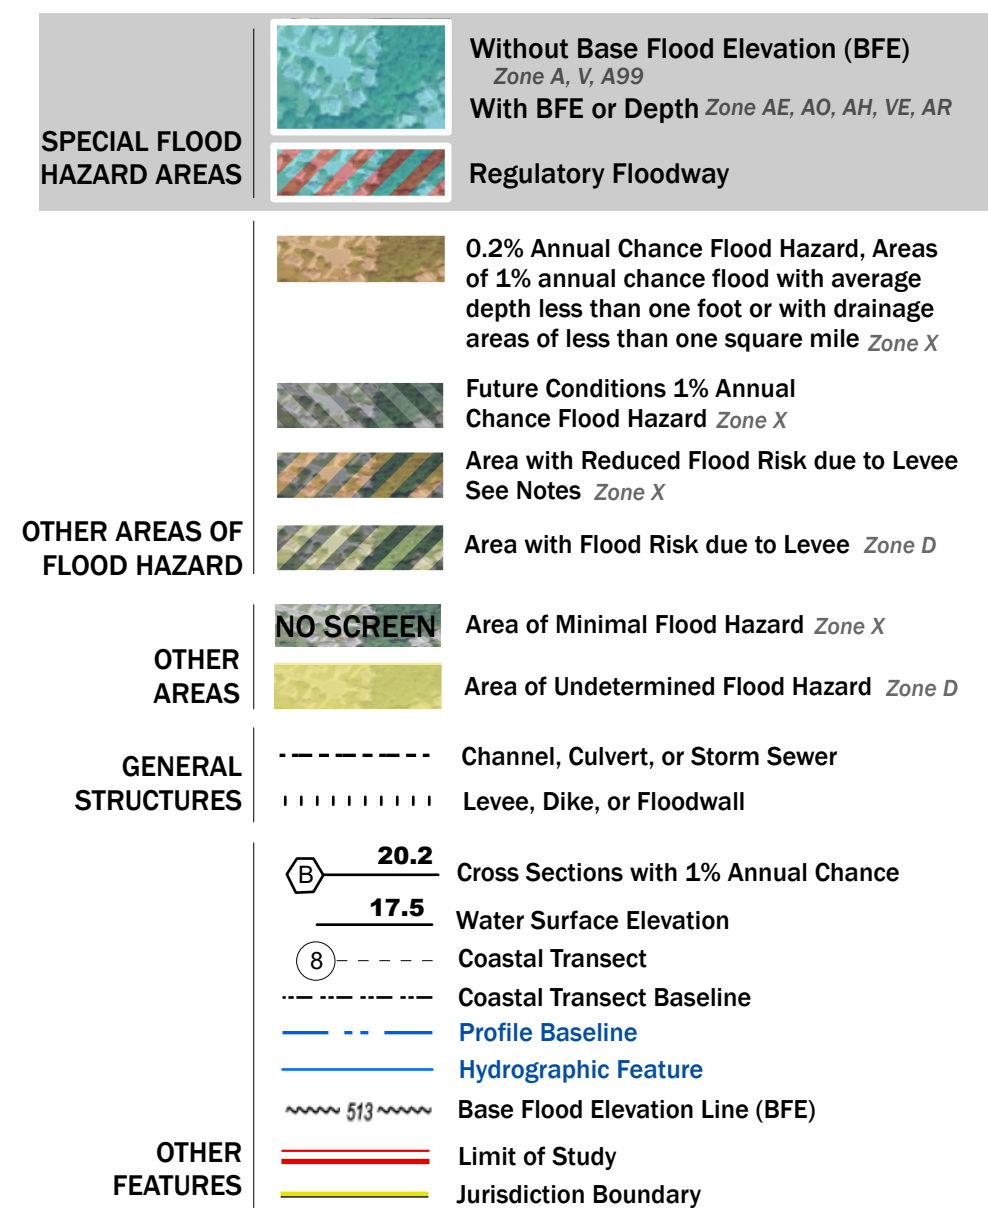 SPECIAL FLOOD
HAZARD AREAS
Without Base Flood Elevation (BFE)
Zone A, V, A99
With BFE or Depth Zone AE, AO, AH, VE, AR
Regulatory Floodway
OTHER AREAS OF
FLOOD HAZARD
0.2% Annual Chance Flood Hazard, Areas
of 1% annual chance flood with average
depth less than one foot or with drainage
areas of less than one square mile Zone X
Future Conditions 1% Annual
Chance Flood Hazard Zone X
Area with Reduced Flood Risk due to Levee
See Notes Zone X
Area with Flood Risk due to Levee Zone D
OTHER
AREAS
NO SCREEN Area of Minimal Flood Hazard Zone X
Area of Undetermined Flood Hazard Zone D
GENERAL
STRUCTURES
Channel, Culvert, or Storm Sewer
Levee, Dike, or Floodwall
OTHER
FEATURES
B 20.2 Cross Sections with 1% Annual Chance
17.5 Water Surface Elevation
8 Coastal Transect
Coastal Transect Baseline
Profile Baseline
Hydrographic Feature
513 Base Flood Elevation Line (BFE)
Limit of Study
Jurisdiction Boundary